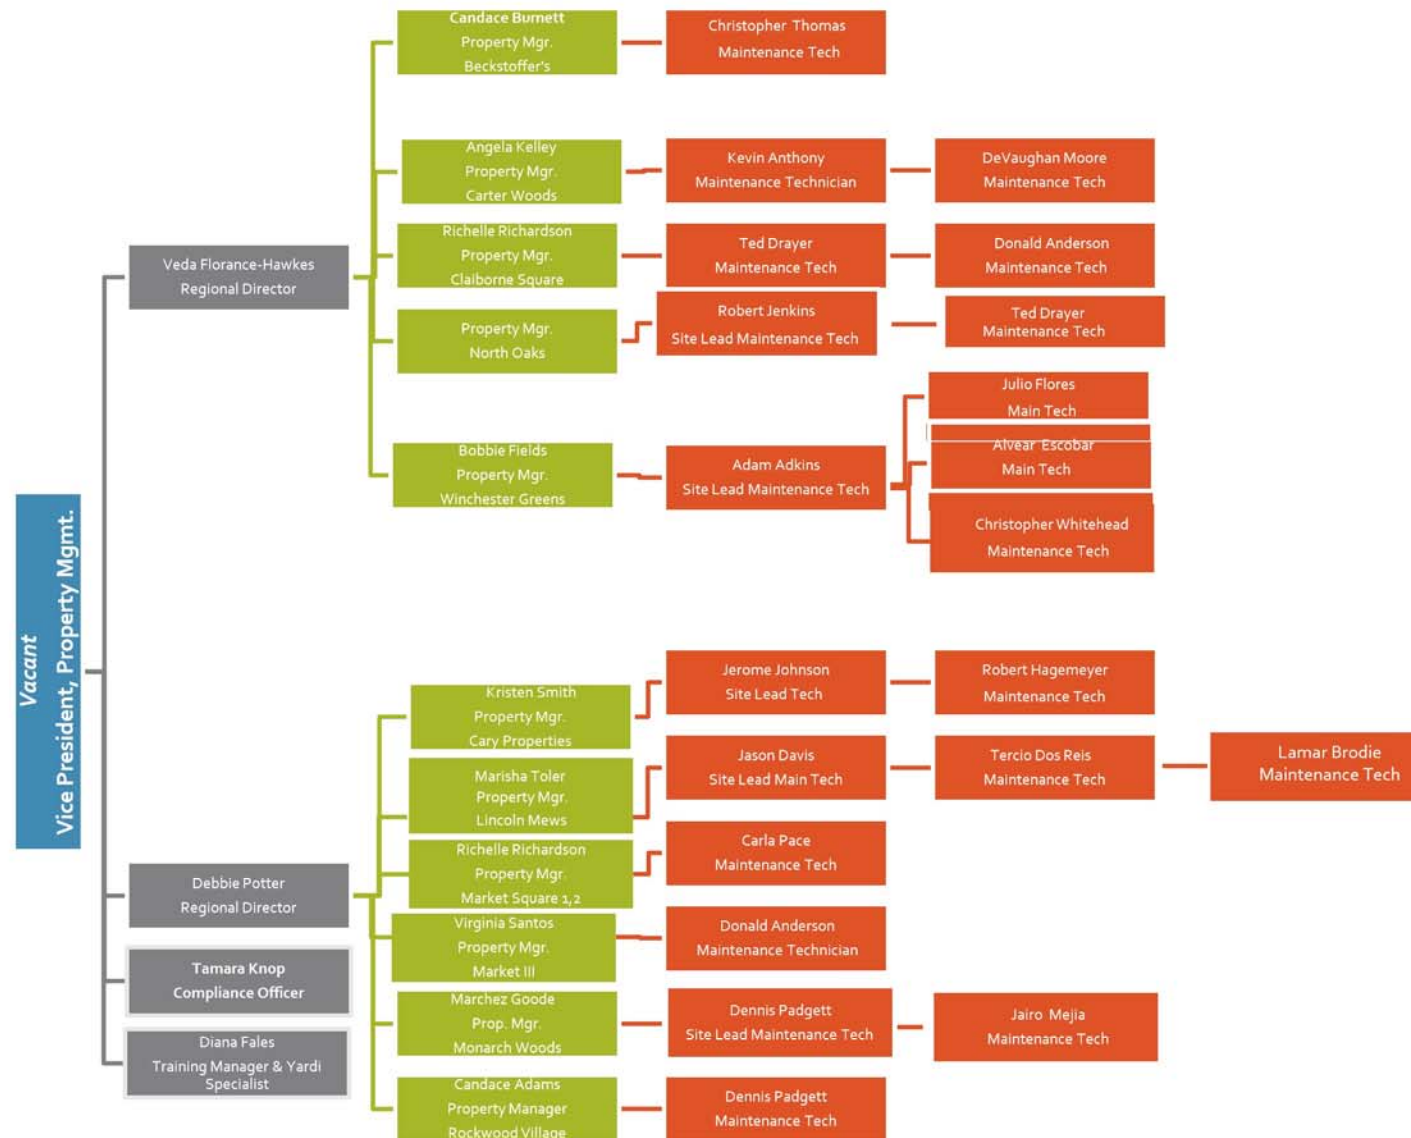 Vacant
Vice President, Property Mgmt.
Veda Florance-Hawkes
Regional Director
Candace Burnett
Property Mgr.
Beckstoffer's
Christopher Thomas
Maintenance Tech
Angela Kelley
Property Mgr.
Carter Woods
Kevin Anthony
Maintenance Technician
DeVaughan Moore
Maintenance Tech
Richelle Richardson
Property Mgr.
Claiborne Square
Ted Drayer
Maintenance Tech
Donald Anderson
Maintenance Tech
Property Mgr.
North Oaks
Robert Jenkins
Site Lead Maintenance Tech
Ted Drayer
Maintenance Tech
Bobbie Fields
Property Mgr.
Winchester Greens
Adam Adkins
Site Lead Maintenance Tech
Julio Flores
Main Tech
Alvear Escobar
Main Tech
Christopher Whitehead
Maintenance Tech
Debbie Potter
Regional Director
Kristen Smith
Property Mgr.
Cary Properties
Jerome Johnson
Site Lead Tech
Robert Hagemeyer
Maintenance Tech
Marisha Toler
Property Mgr.
Lincoln Mews
Jason Davis
Site Lead Main Tech
Tercio Dos Reis
Maintenance Tech
Lamar Brodie
Maintenance Tech
Richelle Richardson
Property Mgr.
Market Square 1,2
Carla Pace
Maintenance Tech
Virginia Santos
Property Mgr.
Market III
Donald Anderson
Maintenance Technician
Marchez Goode
Prop. Mgr.
Monarch Woods
Dennis Padgett
Site Lead Maintenance Tech
Jairo Mejia
Maintenance Tech
Candace Adams
Property Manager
Rockwood Village
Dennis Padgett
Maintenance Tech
Tamara Knop
Compliance Officer
Diana Fales
Training Manager & Yardi
Specialist